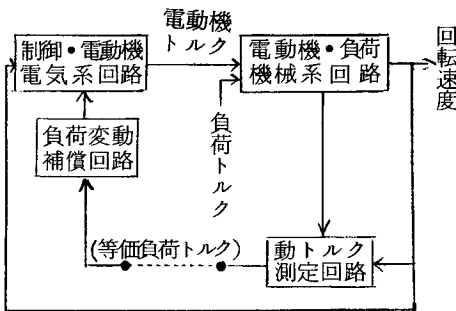 電動機
トルク
制御・電動機
電気系回路
電動機・負荷
機械系回路
回転速度
負荷変動
補償回路
負荷トルク
(等価負荷トルク)
動トルク
測定回路